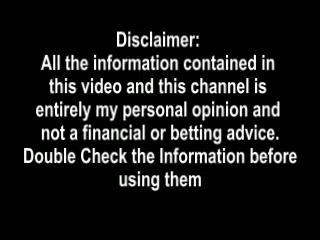 Disclaimer:
All the information contained in
this video and this channel is
entirely my personal opinion and
not a financial or betting advice.
Double Check the Information before
using them